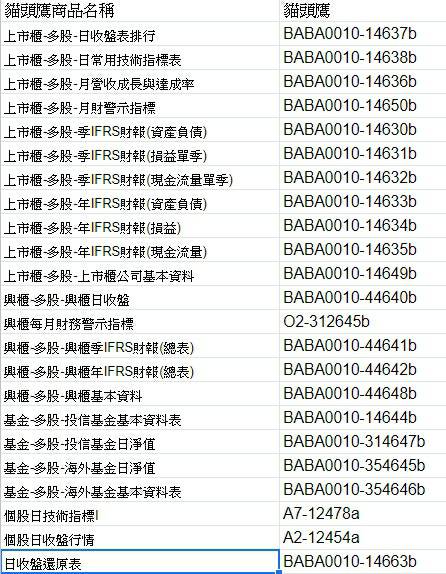 貓頭鷹商品名稱 貓頭鷹
上市櫃-多股-日收盤表排行 BABA0010-14637b
上市櫃-多股-日常用技術指標表 BABA0010-14638b
上市櫃-多股-月營收成長與達成率 BABA0010-14636b
上市櫃-多股-月財警示指標 BABA0010-14650b
上市櫃-多股-季IFRS財報(資產負債) BABA0010-14630b
上市櫃-多股-季IFRS財報(損益單季) BABA0010-14631b
上市櫃-多股-季IFRS財報(現金流量單季) BABA0010-14632b
上市櫃-多股-年IFRS財報(資產負債) BABA0010-14633b
上市櫃-多股-年IFRS財報(損益) BABA0010-14634b
上市櫃-多股-年IFRS財報(現金流量) BABA0010-14635b
上市櫃-多股-上市櫃公司基本資料 BABA0010-14649b
興櫃-多股-興櫃日收盤 BABA0010-44640b
興櫃每月財務警示指標 O2-312645b
興櫃-多股-興櫃季IFRS財報(總表) BABA0010-44641b
興櫃-多股-興櫃年IFRS財報(總表) BABA0010-44642b
興櫃-多股-興櫃基本資料 BABA0010-44648b
基金-多股-投信基金基本資料表 BABA0010-14644b
基金-多股-投信基金日淨值 BABA0010-314647b
基金-多股-海外基金日淨值 BABA0010-354645b
基金-多股-海外基金基本資料表 BABA0010-354646b
個股日技術指標I A7-12478a
個股日收盤行情 A2-12454a
日收盤還原表 BABA0010-14663b